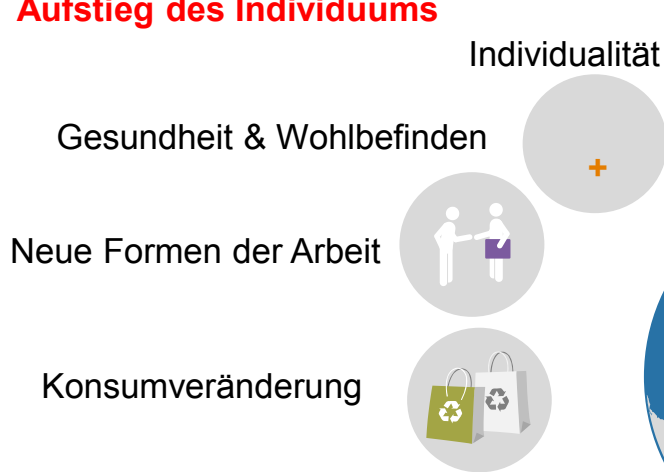 Aufstieg des Individuums
Individualität
Gesundheit & Wohlbefinden
Neue Formen der Arbeit
Konsumveränderung